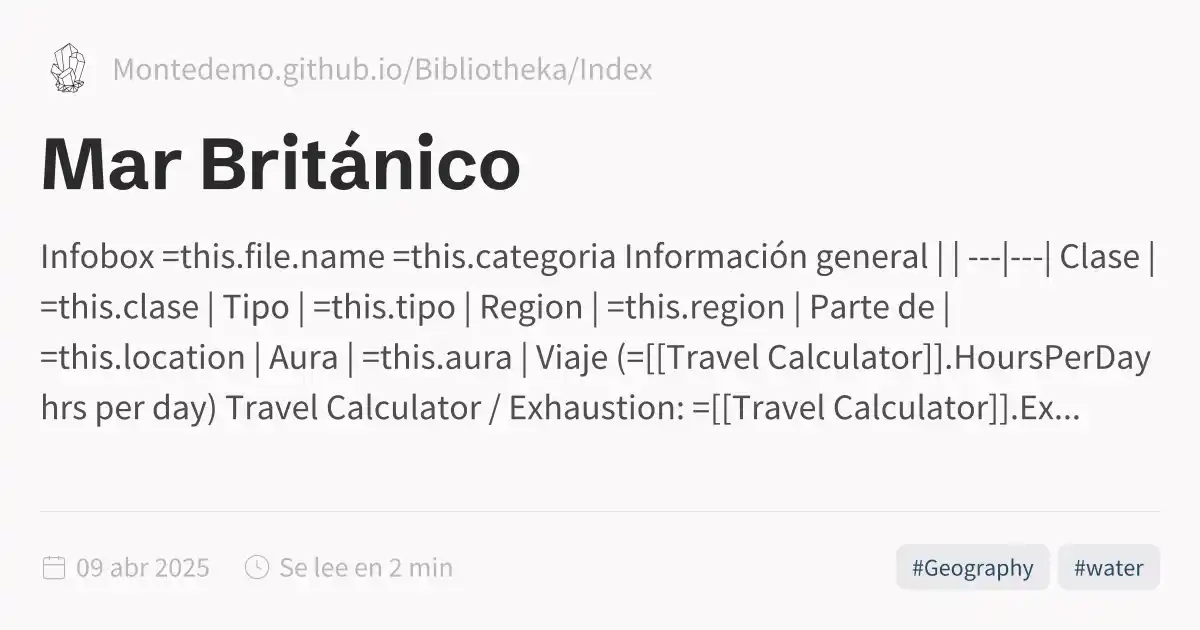 Montedemo.github.io/Bibliotheka/Index
Mar Británico
Infobox =this.file.name =this.categoria Información general | | ---|---| Clase |
=this.clase | Tipo | =this.tipo | Region | =this.region | Parte de |
=this.location | Aura | =this.aura | Viaje (=[[Travel Calculator]].HoursPerDay
hrs per day) Travel Calculator / Exhaustion: =[[Travel Calculator]].Ex...
09 abr 2025 Se lee en 2 min #Geography #water